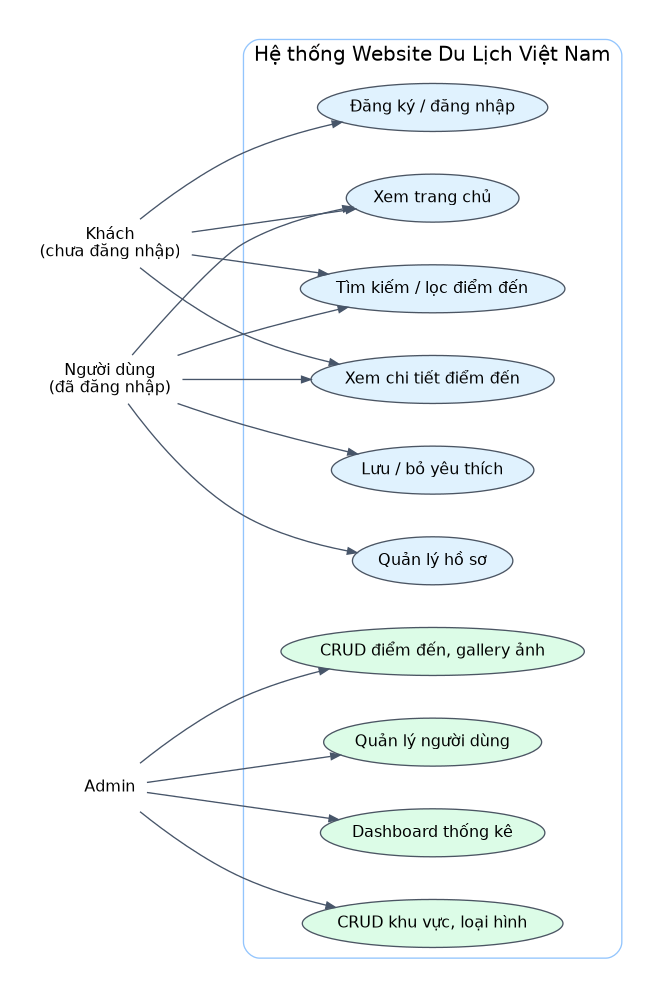 Hệ thống Website Du Lịch Việt Nam
Đăng ký / đăng nhập
Xem trang chủ
Khách
(chưa đăng nhập)
Tìm kiếm / lọc điểm đến
Người dùng
(đã đăng nhập)
Xem chi tiết điểm đến
Lưu / bỏ yêu thích
Quản lý hồ sơ
CRUD điểm đến, gallery ảnh
Quản lý người dùng
Admin
Dashboard thống kê
CRUD khu vực, loại hình